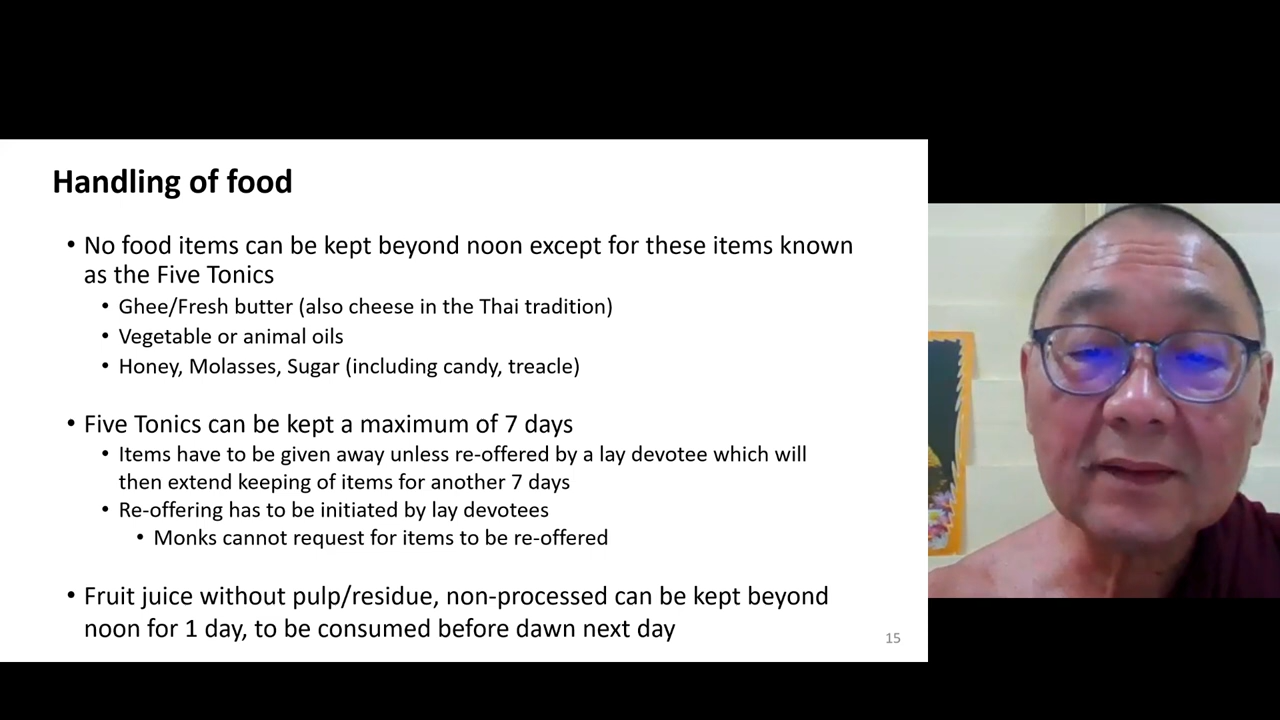 Handling of food
• No food items can be kept beyond noon except for these items known
as the Five Tonics
• Ghee/Fresh butter (also cheese in the Thai tradition)
• Vegetable or animal oils
• Honey, Molasses, Sugar (including candy, treacle)
• Five Tonics can be kept a maximum of 7 days
• Items have to be given away unless re-offered by a lay devotee which will
then extend keeping of items for another 7 days
• Re-offering has to be initiated by lay devotees
• Monks cannot request for items to be re-offered
• Fruit juice without pulp/residue, non-processed can be kept beyond
noon for 1 day, to be consumed before dawn next day
15